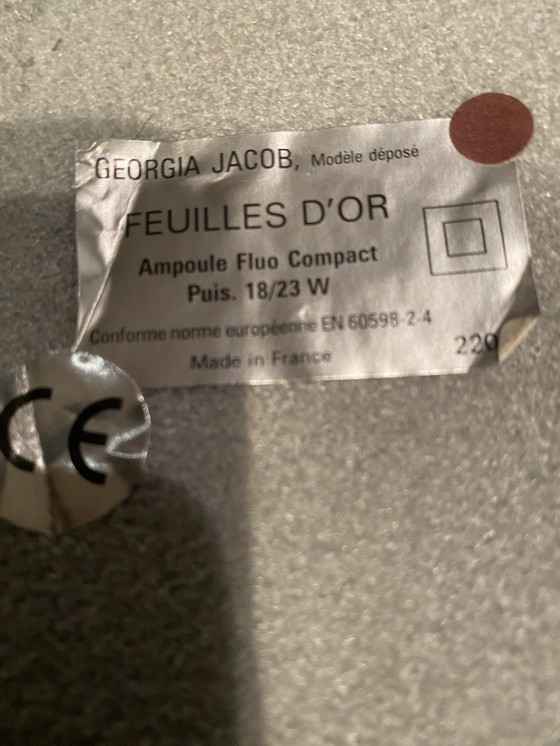 GEORGIA JACOB, Modèle déposé
FEUILLES D'OR
Ampoule Fluo Compact
Puis. 18/23 W
Conforme norme européenne EN 60598-2-4
220
Made in France
CE